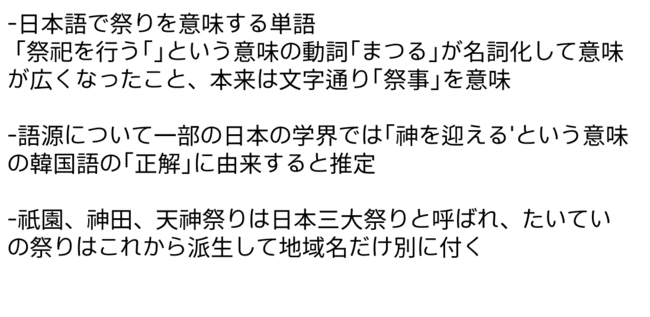 -日本語で祭りを意味する単語
「祭祀を行う「」という意味の動詞「まつる」が名詞化して意味
が広くなったこと、本来は文字通り「祭事」を意味
-語源について一部の日本の学界では「神を迎える'という意味
の韓国語の「正解」に由来すると推定
-祇園、神田、天神祭りは日本三大祭りと呼ばれ、たいてい
の祭りはこれから派生して地域名だけ別に付く